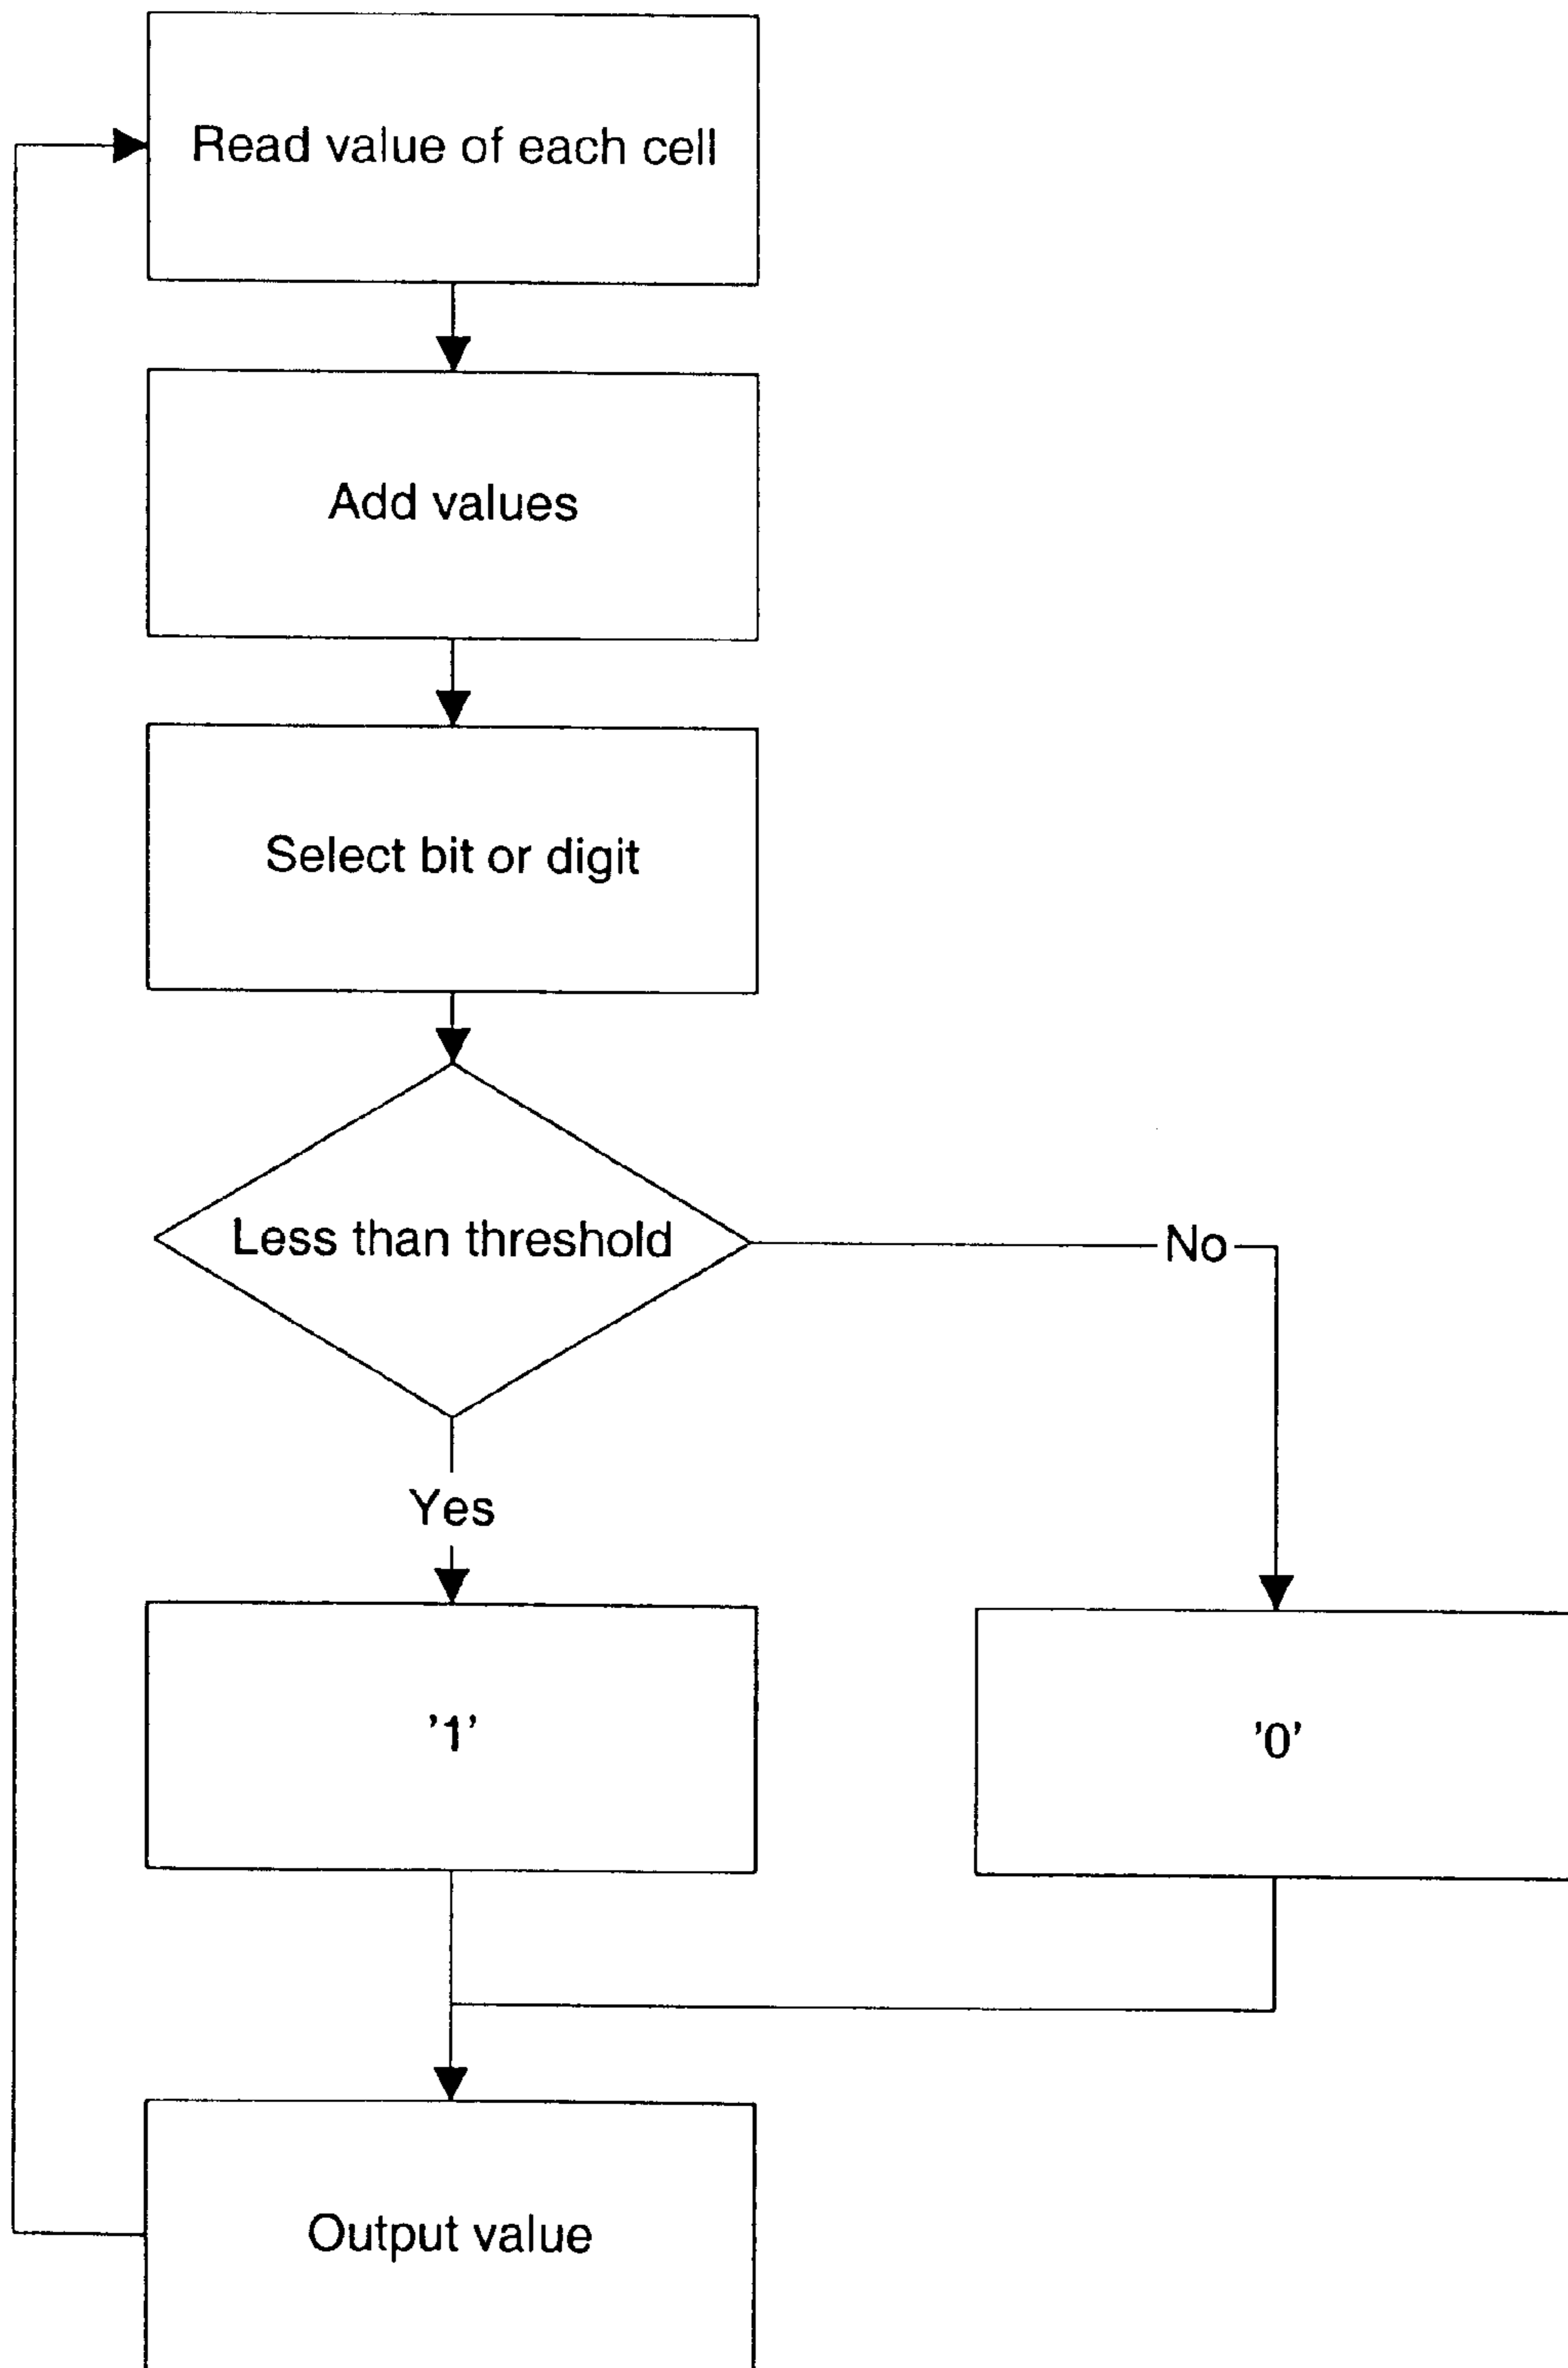 Read value of each cell
Add values
Select bit or digit
Less than threshold
No
Yes
'1'
'0'
Output value